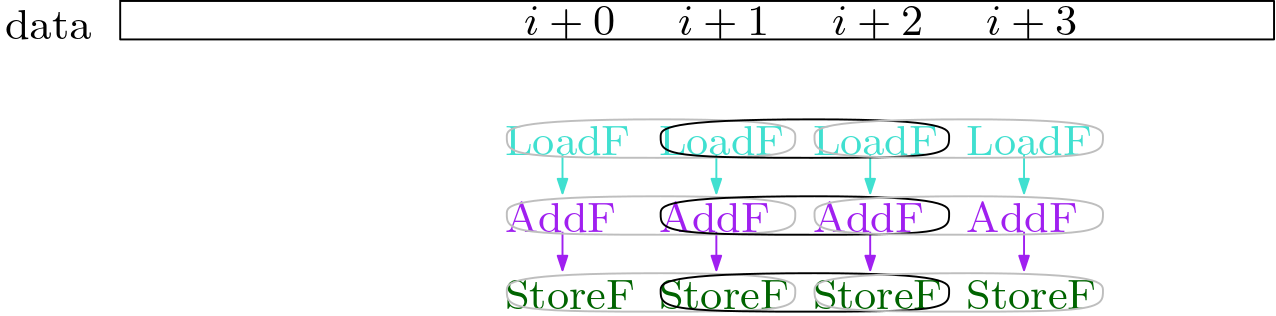 data i + 0 i + 1 i + 2 i + 3
LoadF LoadF LoadF LoadF
AddF AddF AddF AddF
StoreF StoreF StoreF StoreF